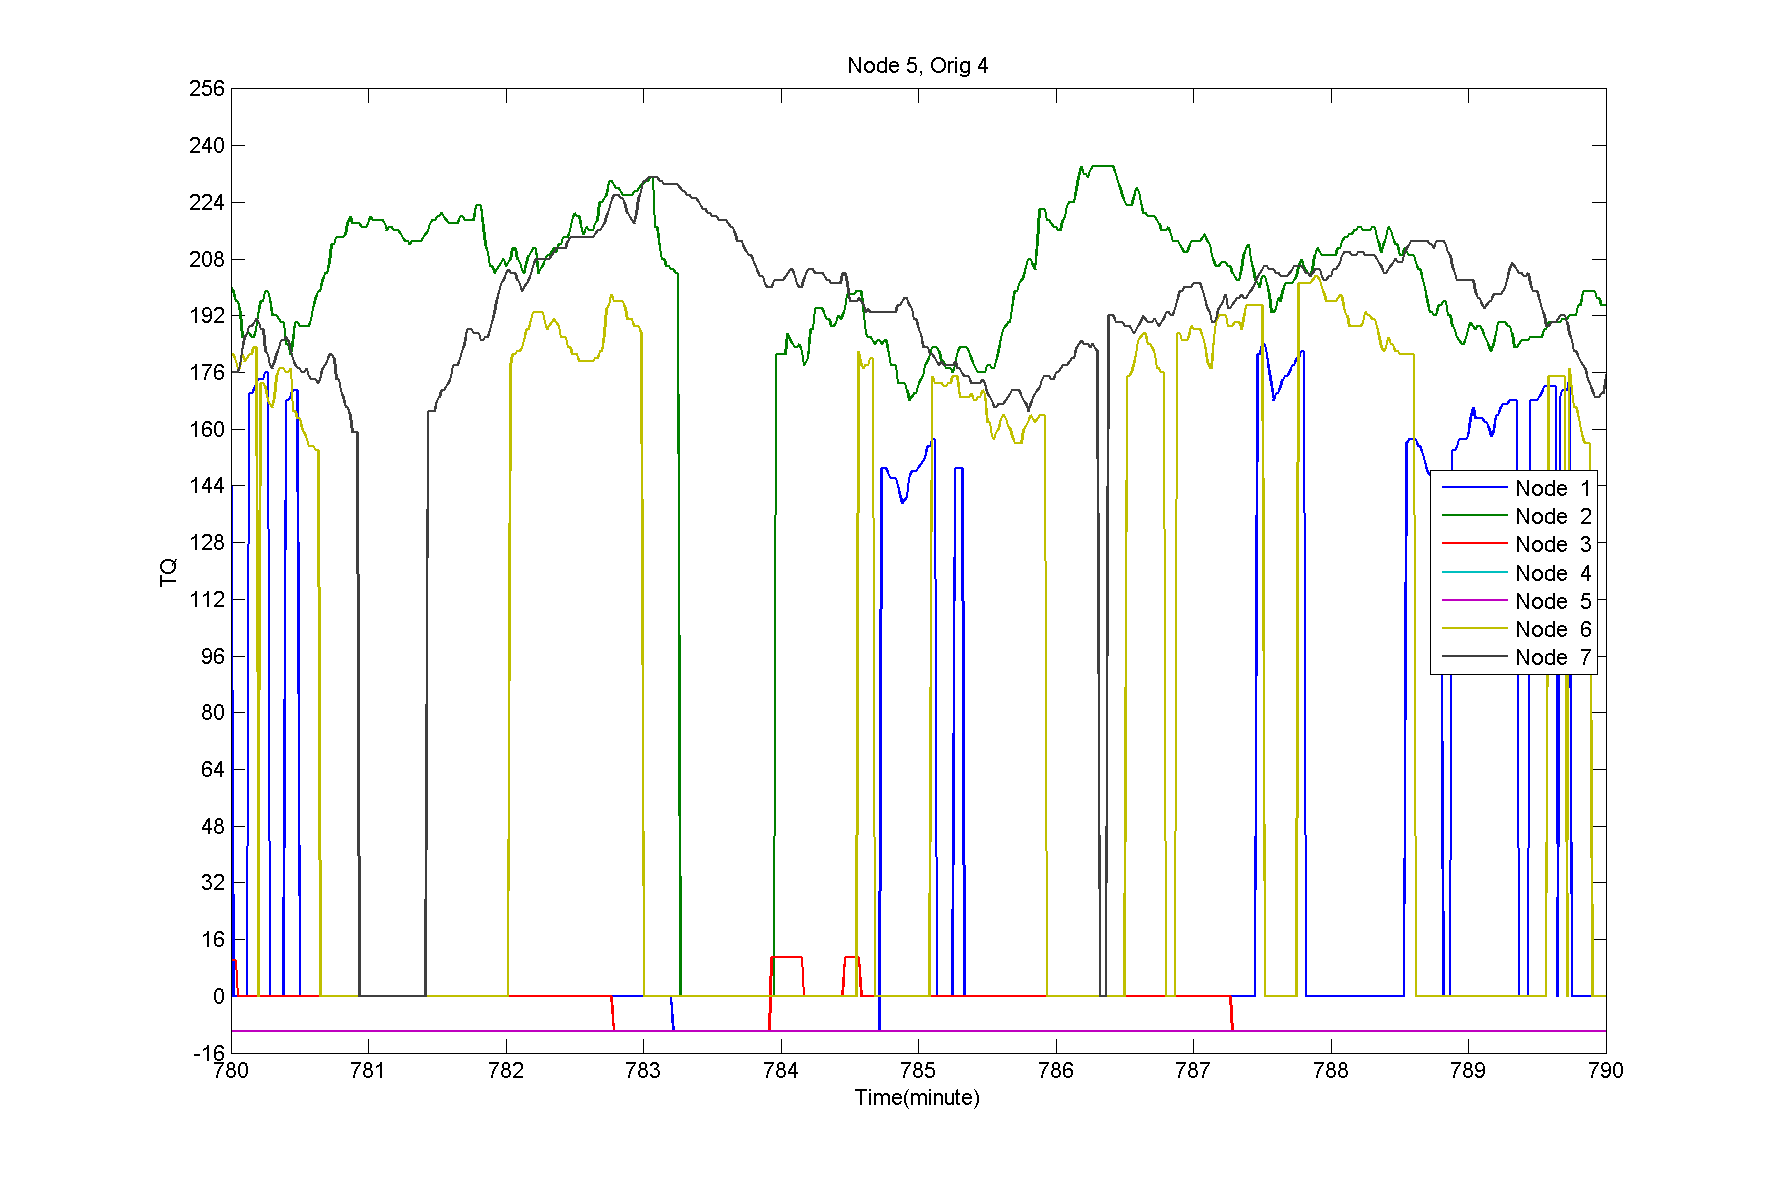 Node 5, Orig 4
256
240
224
208
192
176
160
144
128
112
96
80
64
48
32
16
0
-16
TQ
Node 1
Node 2
Node 3
Node 4
Node 5
Node 6
Node 7
780 781 782 783 784 785 786 787 788 789 790
Time(minute)